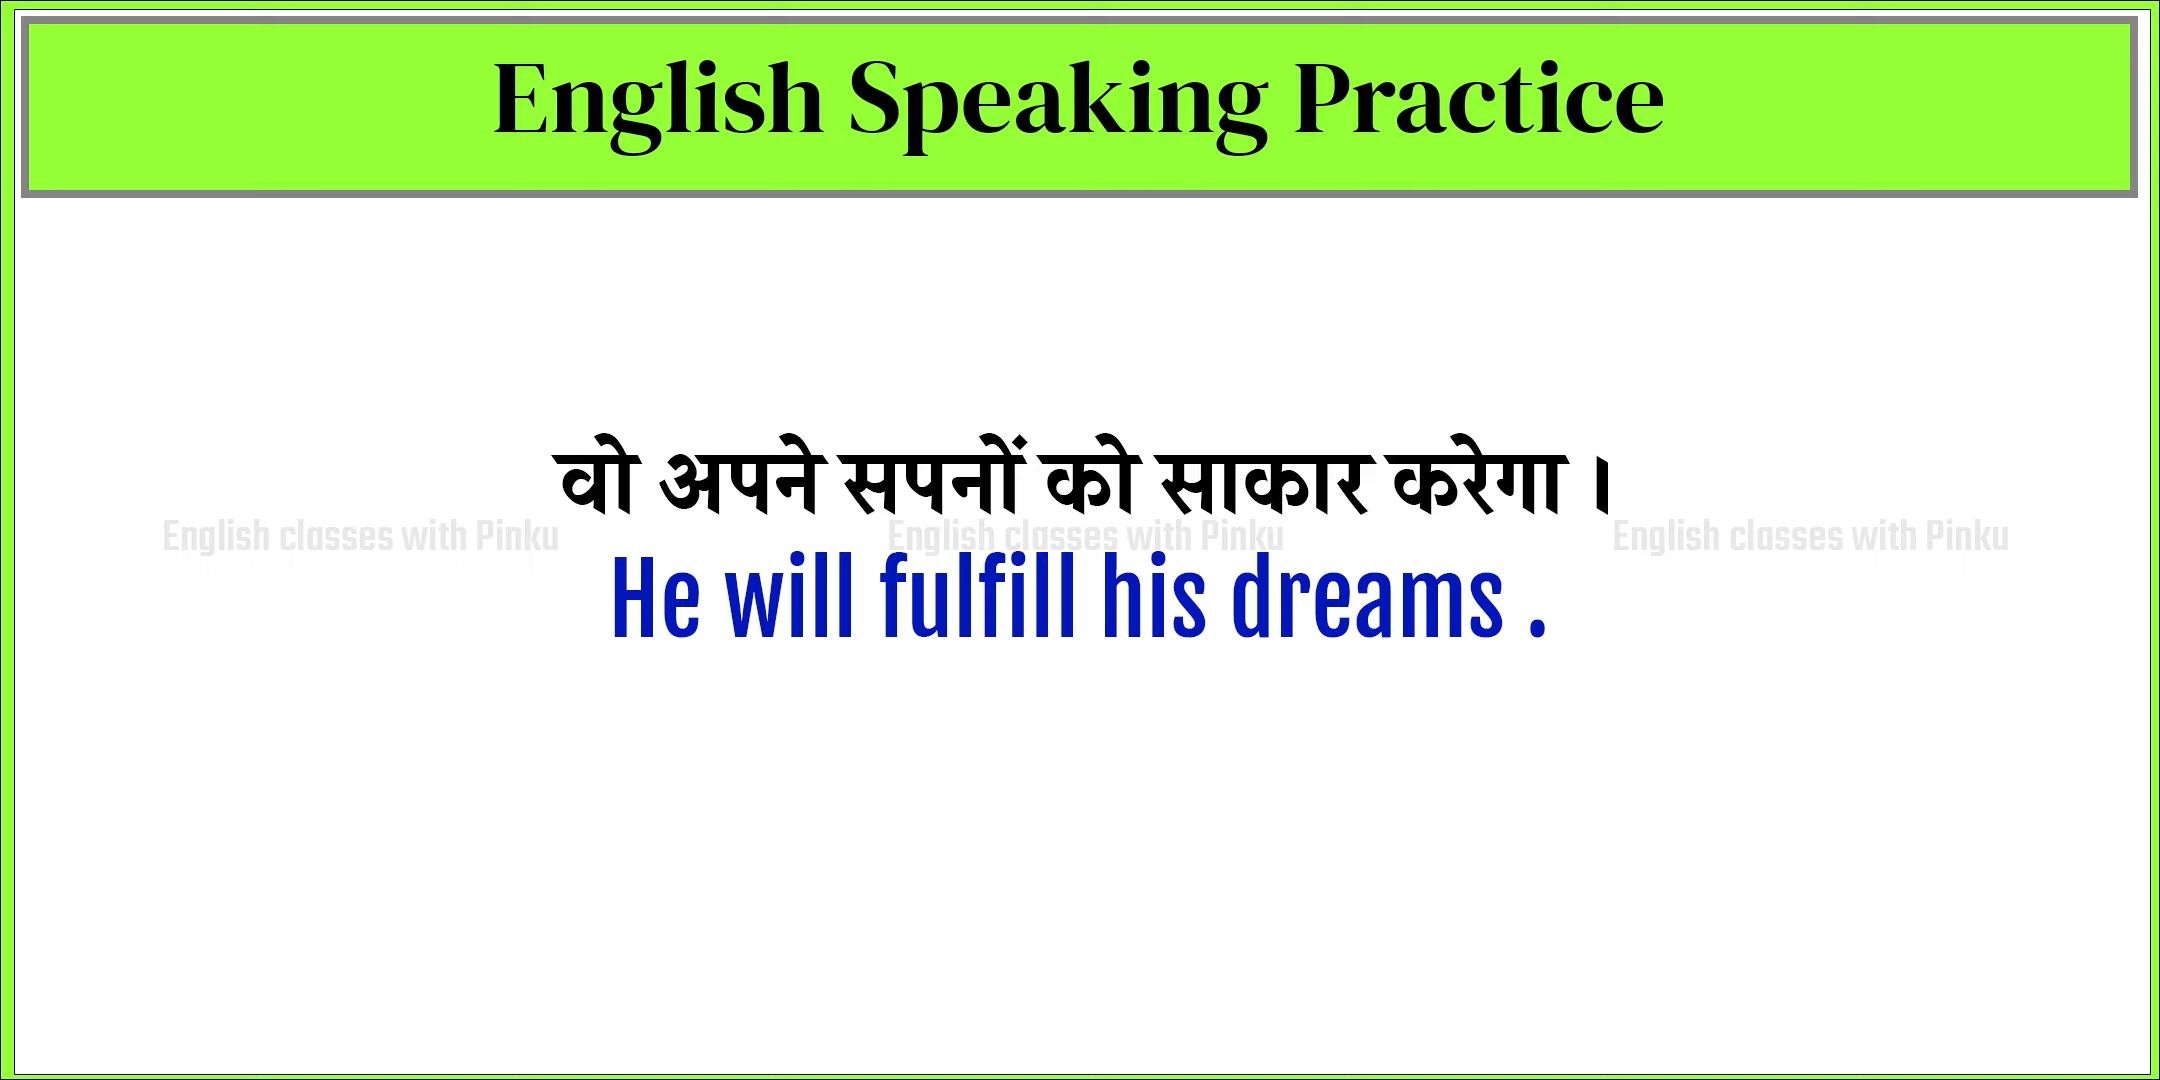 English Speaking Practice
वो अपने सपनों को साकार करेगा ।
English classes with Pinku English classes with Pinku English classes with Pinku
He will fulfill his dreams .